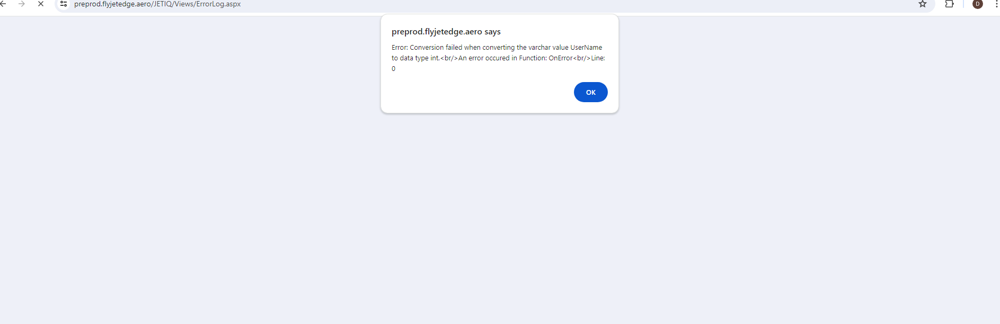 preprod.flyjetedge.aero/JETIQ/Views/ErrorLog.aspx
D
preprod.flyjetedge.aero says
Error: Conversion failed when converting the varchar value UserName
to data type int.<br/>An error occured in Function: OnError<br/>Line:
0
OK